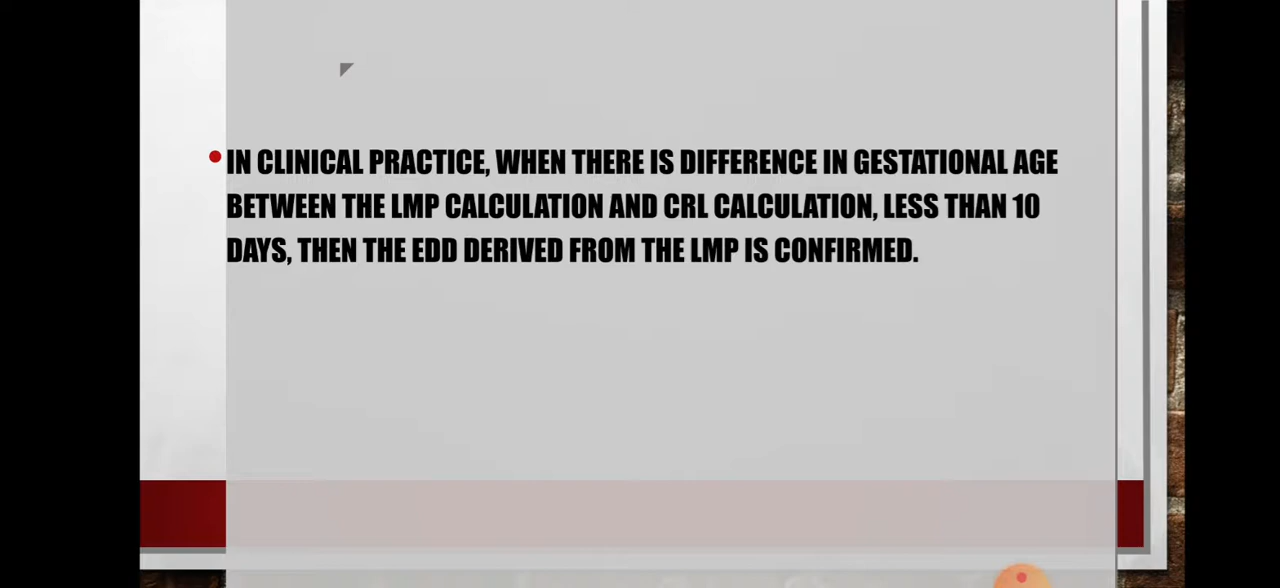 IN CLINICAL PRACTICE, WHEN THERE IS DIFFERENCE IN GESTATIONAL AGE
BETWEEN THE LMP CALCULATION AND CRL CALCULATION, LESS THAN 10
DAYS, THEN THE EDD DERIVED FROM THE LMP IS CONFIRMED.